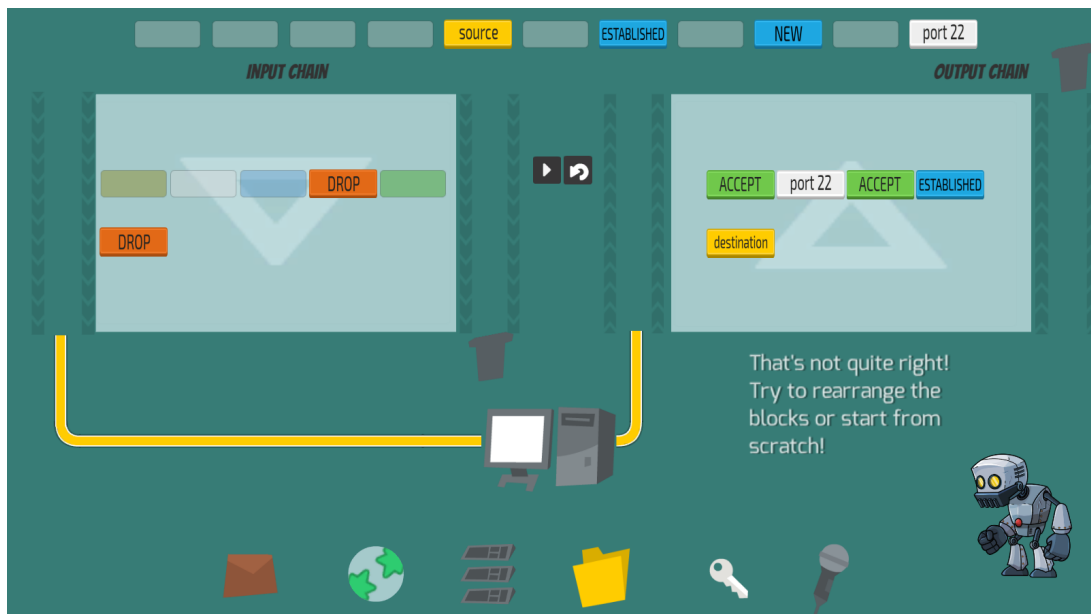 source ESTABLISHED NEW port 22
INPUT CHAIN OUTPUT CHAIN
DROP
ACCEPT port 22 ACCEPT ESTABLISHED
DROP
destination
That's not quite right!
Try to rearrange the
blocks or start from
scratch!